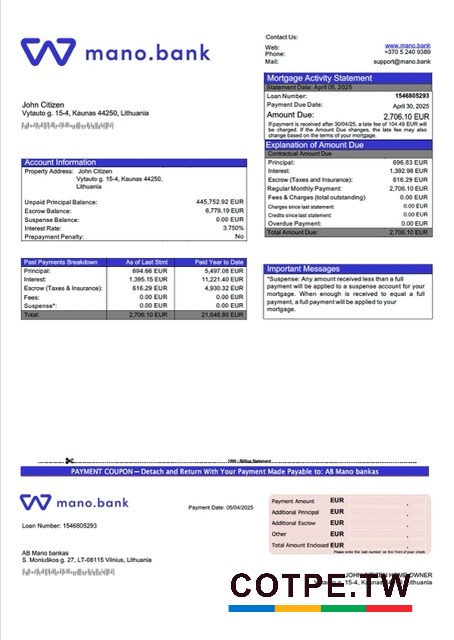 mano.bank
Contact Us:
Web: www.mano.bank
Phone: +370 5 240 9389
Mail: support@mano.bank
Mortgage Activity Statement
Statement Date: April 05, 2025
Loan Number: 1546805293
Payment Due Date: April 30, 2025
Amount Due: 2,706.10 EUR
If payment is received after 30/04/25, a late fee of 104.49 EUR will
be charged. If the Amount Due changes, the late fee may also
change based on the terms of your mortgage.
John Citizen
Vytauto g. 15-4, Kaunas 44250, Lithuania
Explanation of Amount Due
Contractual Amount Due
Principal: 696.83 EUR
Interest: 1,392.98 EUR
Escrow (Taxes and Insurance): 616.29 EUR
Regular Monthly Payment: 2,706.10 EUR
Fees & Charges (total outstanding) 0.00 EUR
Charges since last statement: 0.00 EUR
Credits since last statement: 0.00 EUR
Overdue Payment: 0.00 EUR
Total Amount Due: 2,706.10 EUR
Account Information
Property Address: John Citizen
Vytauto g. 15-4, Kaunas 44250,
Lithuania
Unpaid Principal Balance: 445,752.92 EUR
Escrow Balance: 6,779.19 EUR
Suspense Balance: 0.00 EUR
Interest Rate: 3.750%
Prepayment Penalty: No
Past Payments Breakdown As of Last Stmt Paid Year to Date
Principal: 694.66 EUR 5,497.08 EUR
Interest: 1,395.15 EUR 11,221.40 EUR
Escrow (Taxes & Insurance): 616.29 EUR 4,930.32 EUR
Fees: 0.00 EUR 0.00 EUR
Suspense*: 0.00 EUR 0.00 EUR
Total: 2,706.10 EUR 21,648.80 EUR
Important Messages
*Suspense: Any amount received less than a full
payment will be applied to a suspense account for your
mortgage. When enough is received to equal a full
payment, a full payment will be applied to your
mortgage.
Billing Statement
PAYMENT COUPON – Detach and Return With Your Payment Made Payable to: AB Mano bankas
mano.bank
Payment Date: 05/04/2025
Loan Number: 1546805293
Payment Amount EUR
Additional Principal EUR
Additional Escrow EUR
Other EUR
Total Amount Enclosed EUR
Please write the loan number on the front of your check
AB Mano bankas
S. Moniuškos g. 27, LT-08115 Vilnius, Lithuania
JOHN CITIZEN HOME OWNER
COTPE.TW